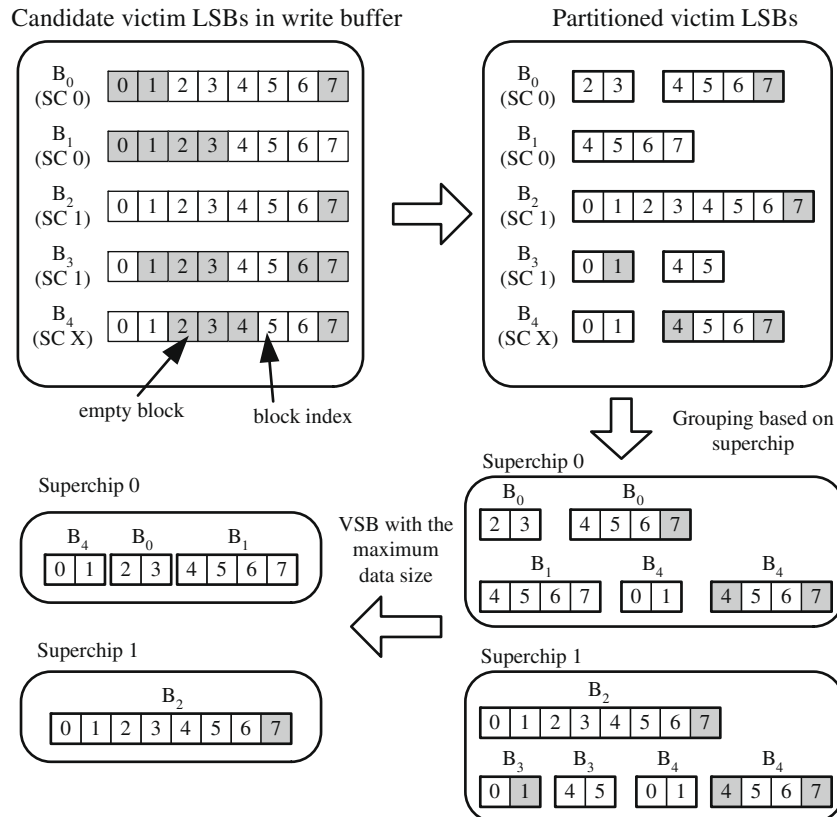 Candidate victim LSBs in write buffer
B0 0 1 2 3 4 5 6 7
(SC 0)
B1 0 1 2 3 4 5 6 7
(SC 0)
B2 0 1 2 3 4 5 6 7
(SC 1)
B3 0 1 2 3 4 5 6 7
(SC 1)
B4 0 1 2 3 4 5 6 7
(SC X)
empty block
block index
Partitioned victim LSBs
B0 2 3 4 5 6 7
(SC 0)
B1 4 5 6 7
(SC 0)
B2 0 1 2 3 4 5 6 7
(SC 1)
B3 0 1 4 5
(SC 1)
B4 0 1 4 5 6 7
(SC X)
Grouping based on
superchip
Superchip 0
B0 B0
2 3 4 5 6 7
B1 B4 B4
4 5 6 7 0 1 4 5 6 7
Superchip 1
B2
0 1 2 3 4 5 6 7
B3 B3 B4 B4
0 1 4 5 0 1 4 5 6 7
VSB with the
maximum
data size
Superchip 0
B4 B0 B1
0 1 2 3 4 5 6 7
Superchip 1
B2
0 1 2 3 4 5 6 7